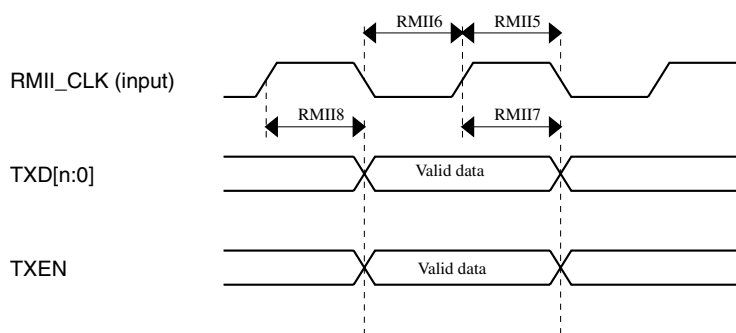 RMII6 RMII5
RMII_CLK (input)
RMII8 RMII7
TXD[n:0] Valid data
TXEN Valid data